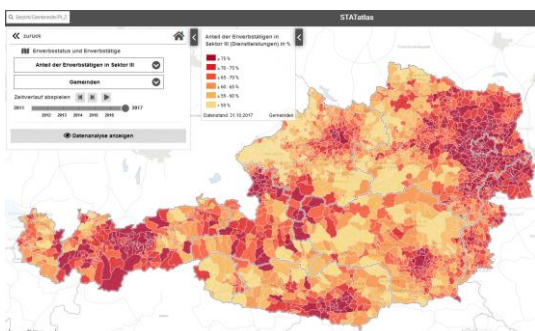 Bezirk/Gemeinde/PLZ
STATatlas
zurück
Erwerbsstatus und Erwerbstätige
Anteil der Erwerbstätigen in Sektor III
Gemeinden
Zeitverlauf abspielen
2011 2017
2012 2013 2014 2015 2016
Datenanalyse anzeigen
Anteil der Erwerbstätigen in
Sektor III (Dienstleistungen) in %
≥ 75 %
≥ 70 - 75 %
≥ 65 - 70 %
≥ 60 - 65 %
≥ 55 - 60 %
< 55 %
Datenstand: 31.10.2017 Gemeinden